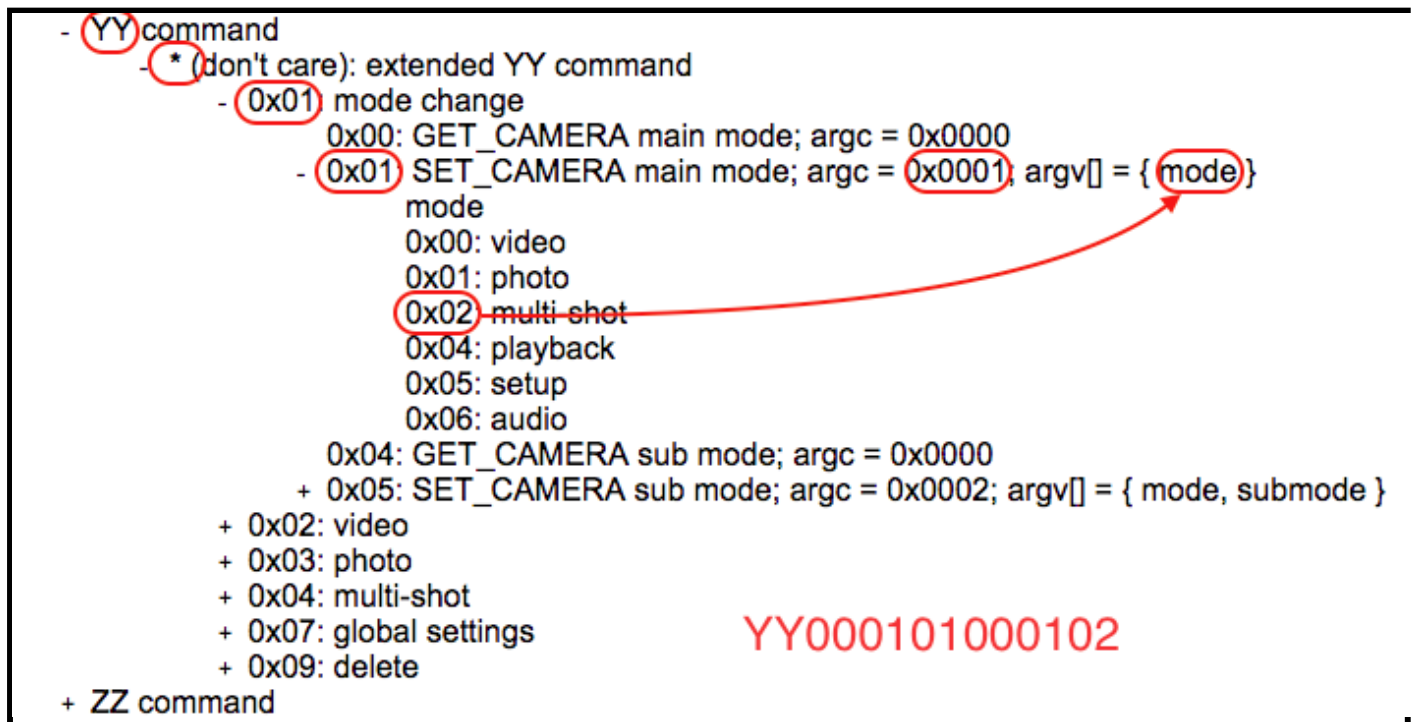 - YY command
- * (don't care): extended YY command
- 0x01: mode change
0x00: GET_CAMERA main mode; argc = 0x0000
- 0x01: SET_CAMERA main mode; argc = 0x0001; argv[] = { mode }
mode
0x00: video
0x01: photo
0x02: multi-shot
0x04: playback
0x05: setup
0x06: audio
0x04: GET_CAMERA sub mode; argc = 0x0000
+ 0x05: SET_CAMERA sub mode; argc = 0x0002; argv[] = { mode, submode }
+ 0x02: video
+ 0x03: photo
+ 0x04: multi-shot
+ 0x07: global settings
YY000101000102
+ 0x09: delete
+ ZZ command